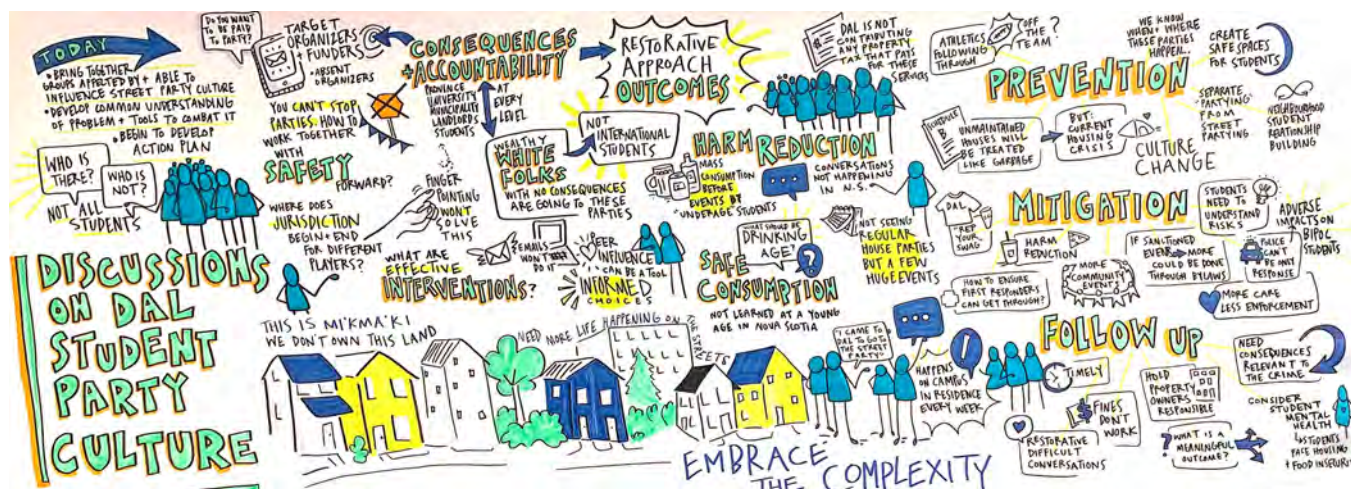 TODAY
• BRING TOGETHER
GROUPS AFFECTED BY + ABLE TO
INFLUENCE STREET PARTY CULTURE
• DEVELOP COMMON UNDERSTANDING
OF PROBLEM + TOOLS TO COMBAT IT
• BEGIN TO DEVELOP
ACTION PLAN
WHO IS
THERE?
WHO IS
NOT?
NOT ALL
STUDENTS
DISCUSSIONS
ON DAL
STUDENT
PARTY
CULTURE
DO YOU WANT
TO BE PAID
TO PARTY?
TARGET
ORGANIZERS
+ FUNDERS
• ABSENT
ORGANIZERS
YOU CAN'T STOP
PARTIES. HOW TO
WORK TOGETHER
WITH
SAFETY
FORWARD?
WHERE DOES
JURISDICTION
BEGIN + END
FOR DIFFERENT
PLAYERS?
CONSEQUENCES
+ ACCOUNTABILITY
PROVINCE
UNIVERSITY
MUNICIPALITY
LANDLORDS
STUDENTS
AT
EVERY
LEVEL
RESTORATIVE
APPROACH
OUTCOMES
FINGER
POINTING
WON'T
SOLVE
THIS
WEALTHY
WHITE
FOLKS
WITH NO CONSEQUENCES
ARE GOING TO THESE
PARTIES
NOT
INTERNATIONAL
STUDENTS
WHAT ARE
EFFECTIVE
INTERVENTIONS?
EMAILS
WON'T
DO IT
PEER
INFLUENCE
CAN BE A TOOL
INFORMED
CHOICES
DAL IS NOT
CONTRIBUTING
ANY PROPERTY
TAX THAT PAYS
FOR THESE
SERVICES
HARM
REDUCTION
MASS
CONSUMPTION
BEFORE
EVENTS BY
UNDERAGE STUDENTS
CONVERSATIONS
NOT HAPPENING
IN N.S.
WHAT SHOULD BE
DRINKING
AGE?
SAFE
CONSUMPTION
NOT LEARNED AT A YOUNG
AGE IN NOVA SCOTIA
NOT SEEING
REGULAR
HOUSE PARTIES
BUT A FEW
HUGE EVENTS
ATHLETICS
FOLLOWING
THROUGH
OFF
THE
TEAM
WE KNOW
WHEN + WHERE
THESE PARTIES
HAPPEN..
CREATE
SAFE SPACES
FOR STUDENTS
PREVENTION
SCHEDULE
B
UNMAINTAINED
HOUSES WILL
BE TREATED
LIKE GARBAGE
BUT:
CURRENT
HOUSING
CRISIS
CULTURE
CHANGE
SEPARATE
"PARTYING"
FROM
STREET
PARTYING
NEIGHBOURHOOD
STUDENT
RELATIONSHIP
BUILDING
DAL
"REP
YOUR
SWAG"
MITIGATION
HARM
REDUCTION
STUDENTS
NEED TO
UNDERSTAND
RISKS
ADVERSE
IMPACTS ON
BIPOC
STUDENTS
IF SANCTIONED
EVENT
MORE
COULD BE DONE
THROUGH BYLAWS
POLICE
CAN'T
BE ONLY
RESPONSE
HOW TO ENSURE
FIRST RESPONDERS
CAN GET THROUGH?
MORE
COMMUNITY
EVENTS
MORE CARE
LESS ENFORCEMENT
THIS IS MI'KMA'KI
WE DON'T OWN THIS LAND
NEED MORE LIFE HAPPENING ON THE STREETS
"I CAME TO
DAL TO GO TO
THE STREET
PARTY"
HAPPENS
ON CAMPUS
IN RESIDENCE
EVERY WEEK
FOLLOW UP
TIMELY
FINES
DON'T
WORK
RESTORATIVE
DIFFICULT
CONVERSATIONS
HOLD
PROPERTY
OWNERS
RESPONSIBLE
NEED
CONSEQUENCES
RELEVANT TO
THE CRIME
WHAT IS A
MEANINGFUL
OUTCOME?
CONSIDER
STUDENT
MENTAL
HEALTH
STUDENTS
FACE HOUSING
+ FOOD INSECURITY
EMBRACE
THE COMPLEXITY